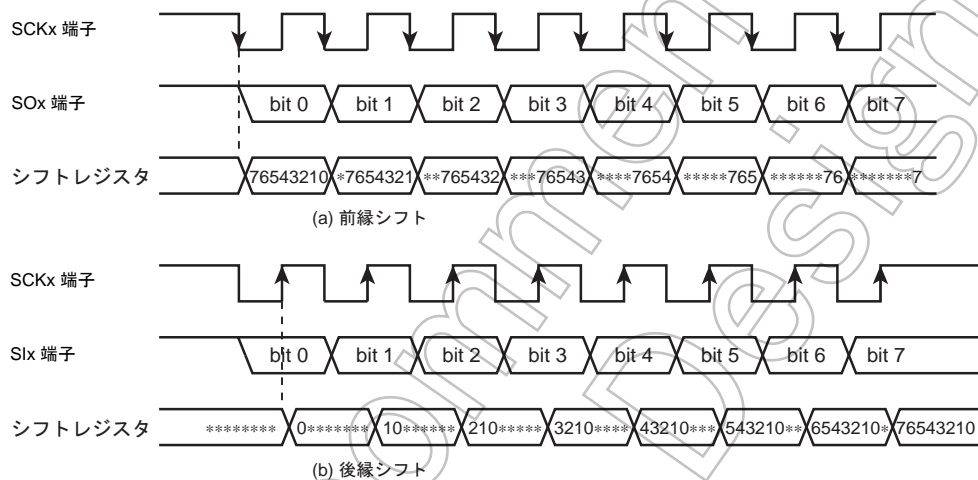 SCKx 端子
SOx 端子 bit 0 bit 1 bit 2 bit 3 bit 4 bit 5 bit 6 bit 7
シフトレジスタ 76543210 *7654321 **765432 ***76543 ****7654 *****765 ******76 *******7
(a) 前縁シフト
SCKx 端子
SIx 端子 bit 0 bit 1 bit 2 bit 3 bit 4 bit 5 bit 6 bit 7
シフトレジスタ ******** 0******* 10****** 210***** 3210**** 43210*** 543210** 6543210* 76543210
(b) 後縁シフト
ommen
Design